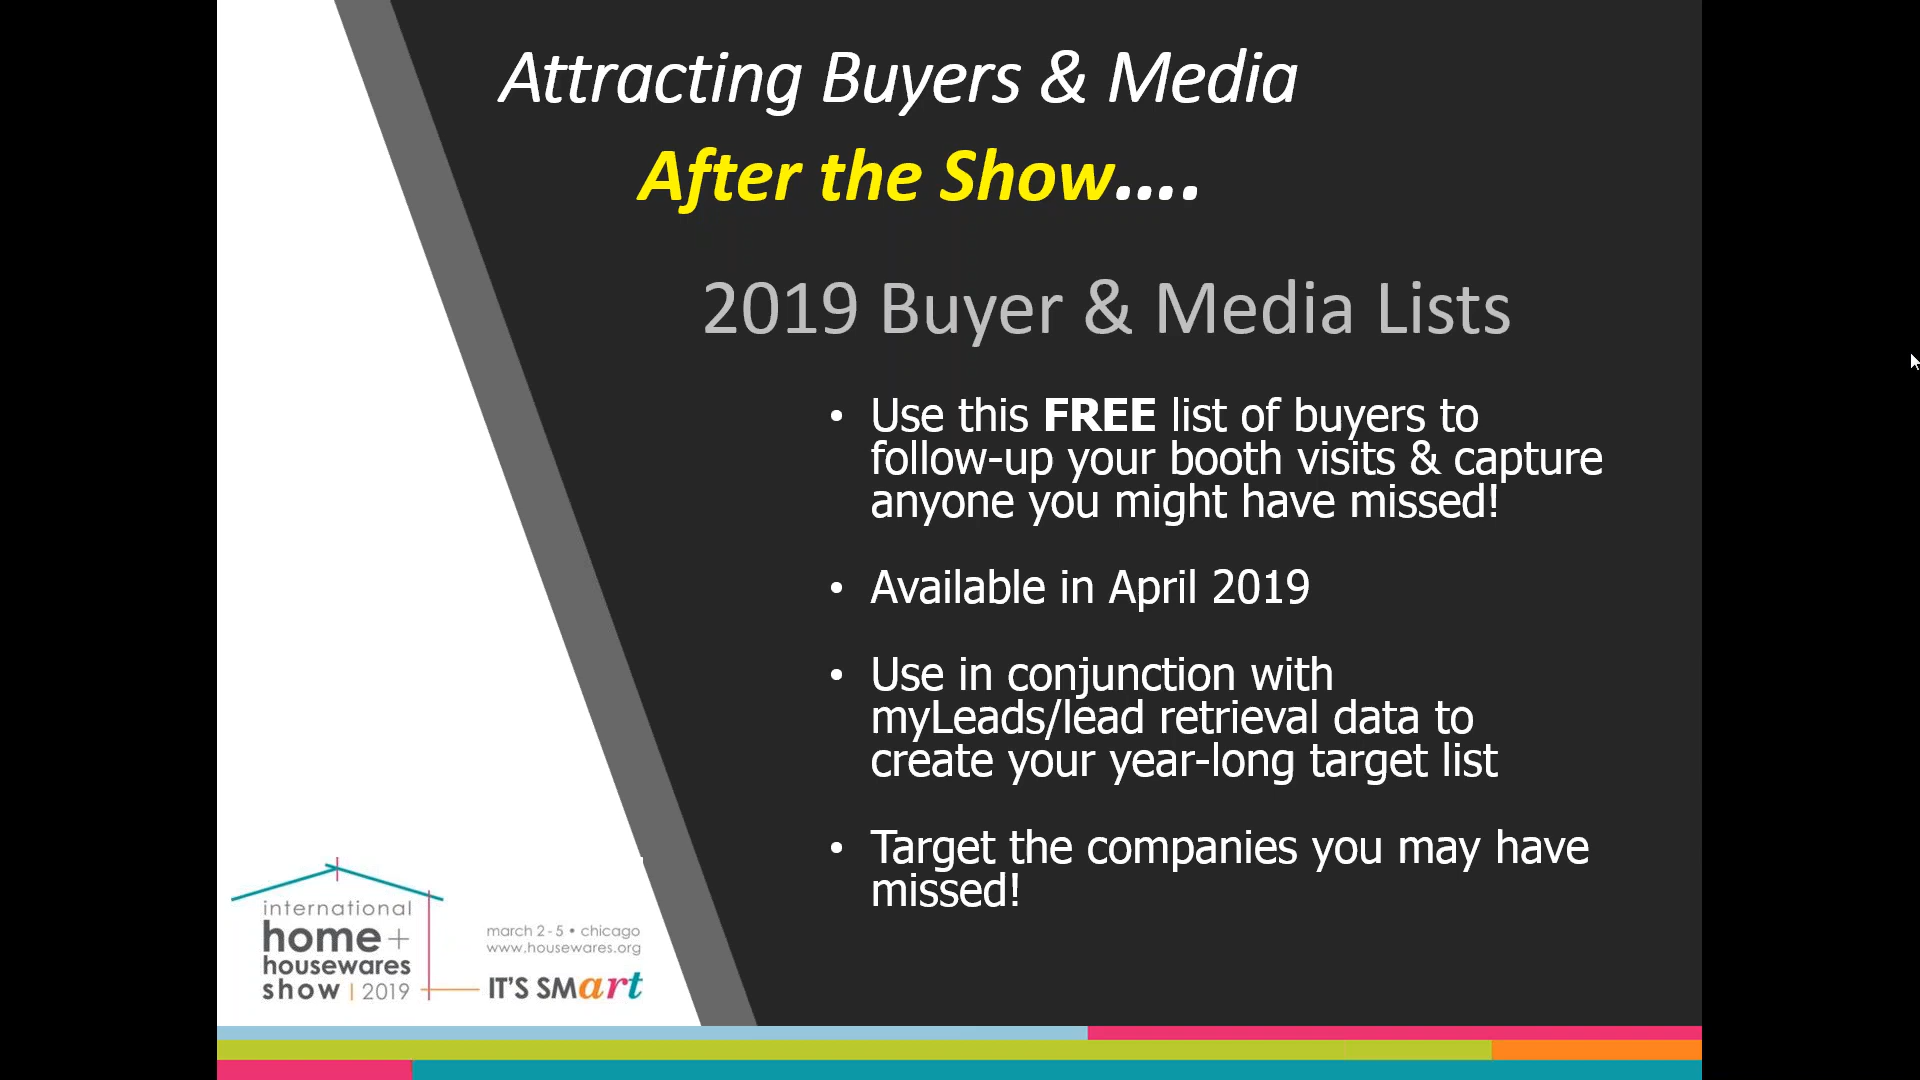 Attracting Buyers & Media
After the Show....
2019 Buyer & Media Lists
• Use this FREE list of buyers to
follow-up your booth visits & capture
anyone you might have missed!
• Available in April 2019
• Use in conjunction with
myLeads/lead retrieval data to
create your year-long target list
• Target the companies you may have
missed!
international
home+
housewares
show | 2019
march 2-5 • chicago
www.housewares.org
IT'S SMart